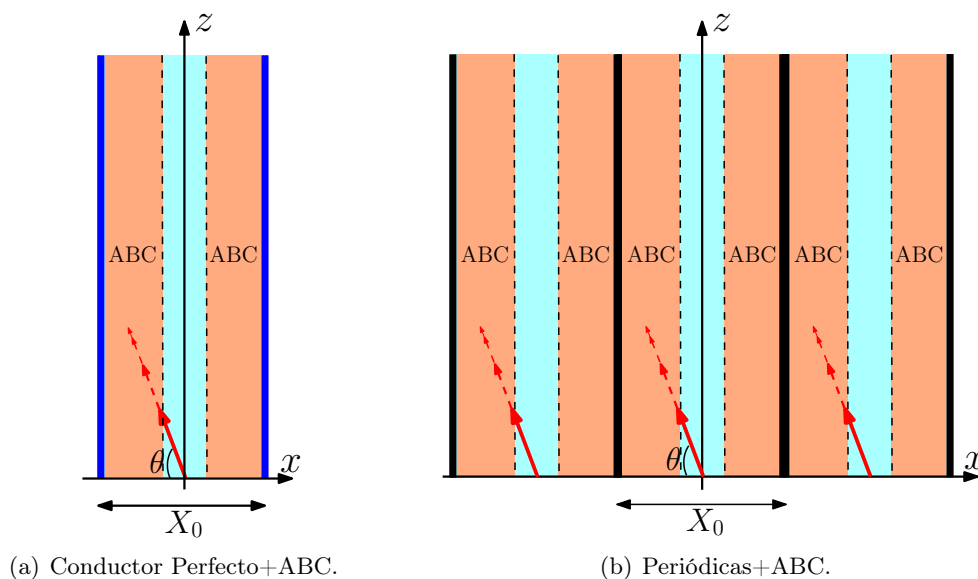 z
z
ABC
ABC
ABC
ABC
ABC
ABC
ABC
ABC
θ
x
θ
x
X₀
X₀
(a) Conductor Perfecto+ABC.
(b) Periódicas+ABC.